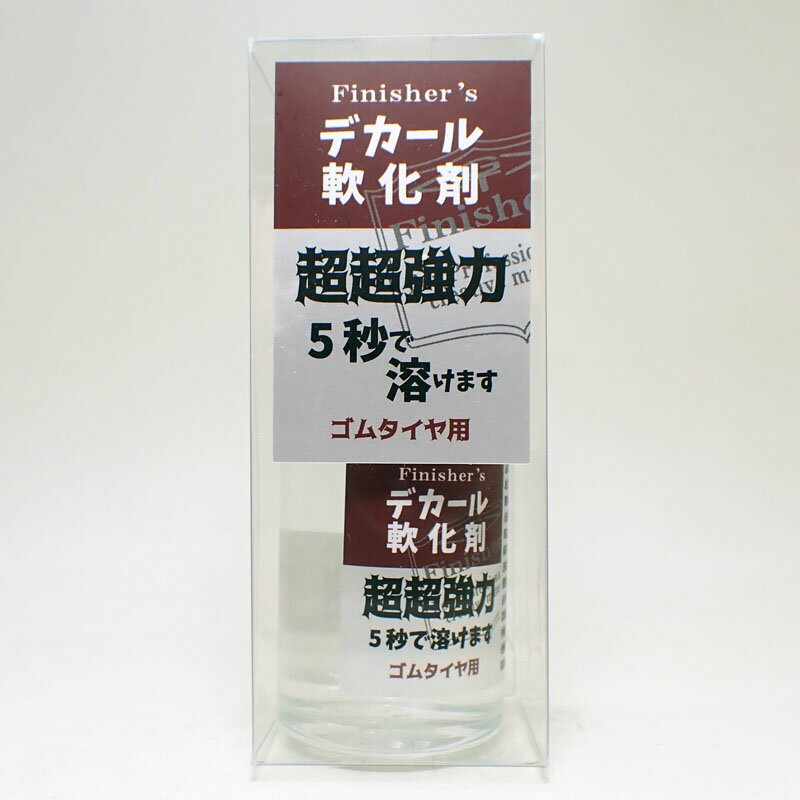 Finisher's
デカール
軟化剤
Finisher
超超強力
5秒で
溶けます
ゴムタイヤ用
Finisher's
デカール
軟化剤
超超強力
5秒で溶けます
ゴムタイヤ用